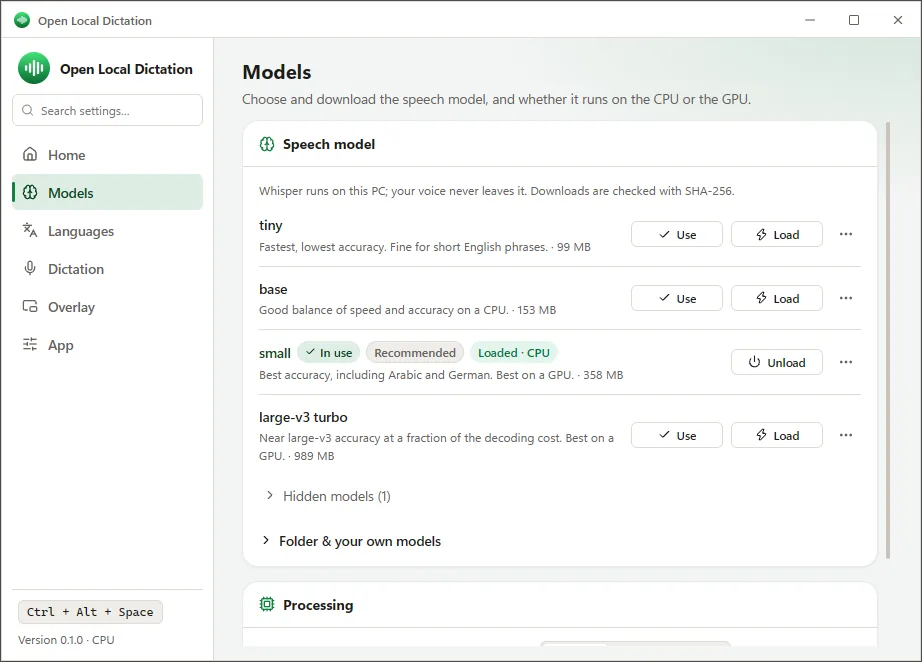 Open Local Dictation
Open Local Dictation
Search settings...
Home
Models
Languages
Dictation
Overlay
App
Ctrl + Alt + Space
Version 0.1.0 · CPU
Models
Choose and download the speech model, and whether it runs on the CPU or the GPU.
Speech model
Whisper runs on this PC; your voice never leaves it. Downloads are checked with SHA-256.
tiny
Fastest, lowest accuracy. Fine for short English phrases. · 99 MB
Use
Load
base
Good balance of speed and accuracy on a CPU. · 153 MB
Use
Load
small In use Recommended Loaded · CPU
Best accuracy, including Arabic and German. Best on a GPU. · 358 MB
Unload
large-v3 turbo
Near large-v3 accuracy at a fraction of the decoding cost. Best on a
GPU. · 989 MB
Use
Load
Hidden models (1)
Folder & your own models
Processing